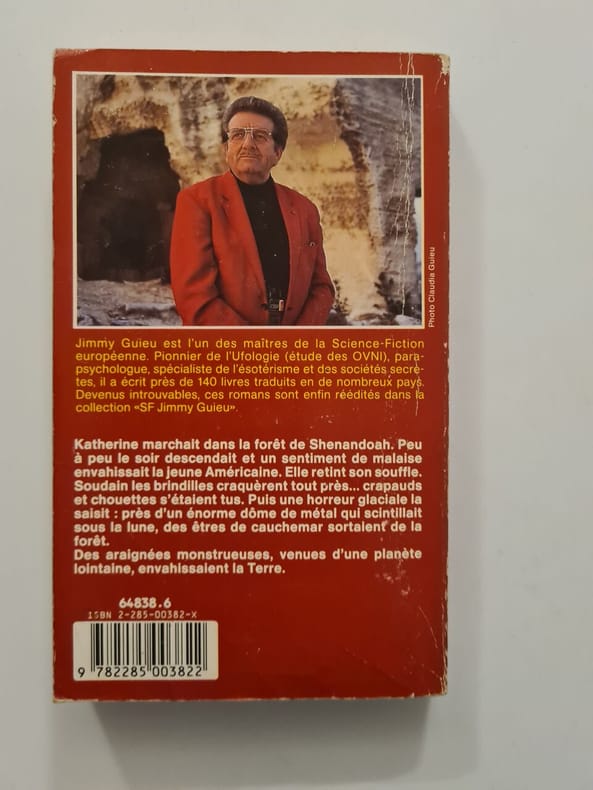 Photo Claudia Guieu
Jimmy Guieu est l'un des maîtres de la Science-Fiction
européenne. Pionnier de l'Ufologie (étude des OVNI), para-
psychologue, spécialiste de l'ésotérisme et des sociétés secrè-
tes, il a écrit près de 140 livres traduits en de nombreux pays.
Devenus introuvables, ces romans sont enfin réédités dans la
collection «SF Jimmy Guieu».
Katherine marchait dans la forêt de Shenandoah. Peu
à peu le soir descendait et un sentiment de malaise
envahissait la jeune Américaine. Elle retint son souffle.
Soudain les brindilles craquèrent tout près... crapauds
et chouettes s'étaient tus. Puis une horreur glaciale la
saisit : près d'un énorme dôme de métal qui scintillait
sous la lune, des êtres de cauchemar sortaient de la
forêt.
Des araignées monstrueuses, venues d'une planète
lointaine, envahissaient la Terre.
64838.6
ISBN 2-285-00382-X
9 782285 003822